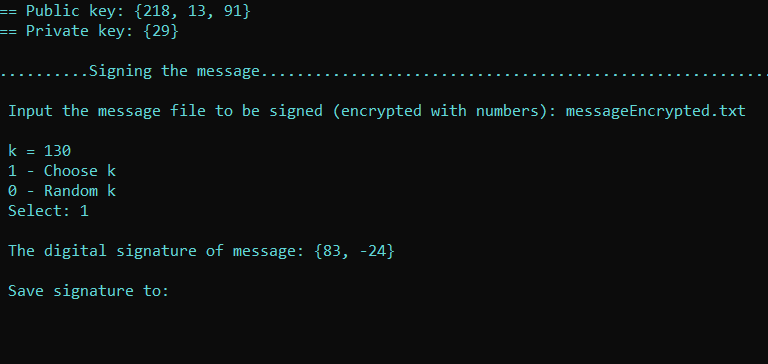 == Public key: {218, 13, 91}
== Private key: {29}
..........Signing the message.........................................................
Input the message file to be signed (encrypted with numbers): messageEncrypted.txt
k = 130
1 - Choose k
0 - Random k
Select: 1
The digital signature of message: {83, -24}
Save signature to: